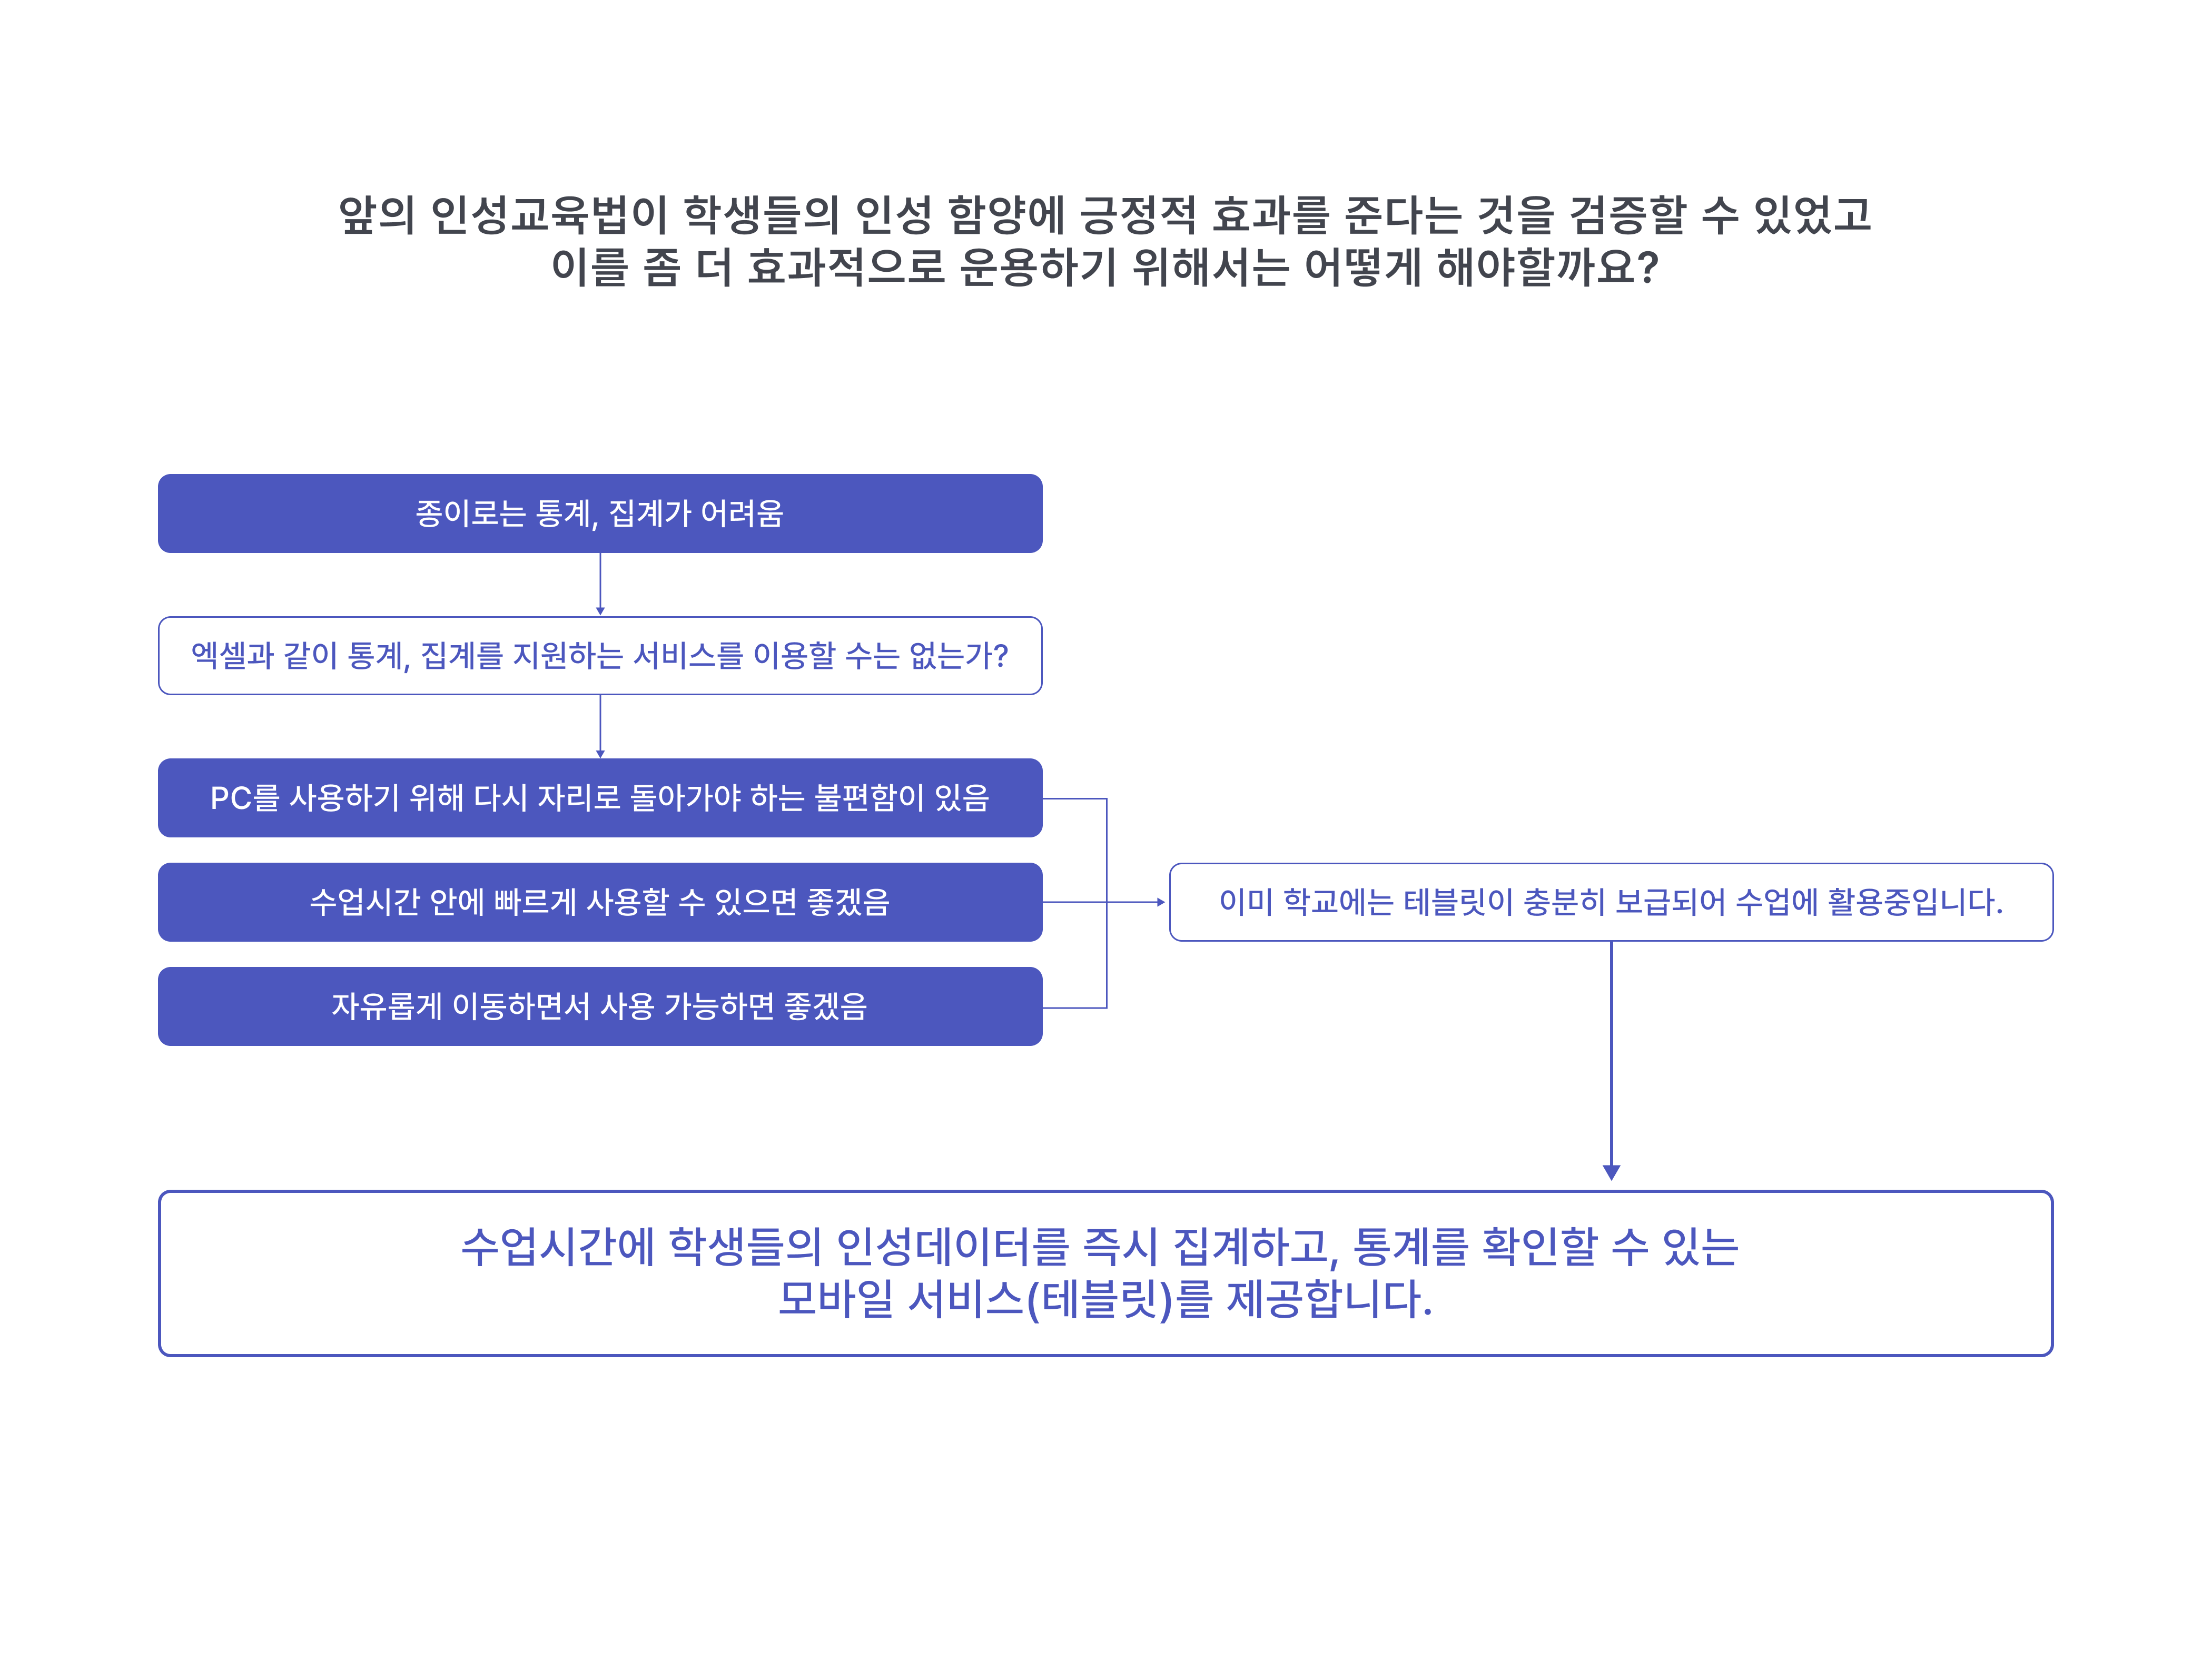 앞의 인성교육법이 학생들의 인성 함양에 긍정적 효과를 준다는 것을 검증할 수 있었고
이를 좀 더 효과적으로 운용하기 위해서는 어떻게 해야할까요?
종이로는 통계, 집계가 어려움
엑셀과 같이 통계, 집계를 지원하는 서비스를 이용할 수는 없는가?
PC를 사용하기 위해 다시 자리로 돌아가야 하는 불편함이 있음
수업시간 안에 빠르게 사용할 수 있으면 좋겠음
자유롭게 이동하면서 사용 가능하면 좋겠음
이미 학교에는 테블릿이 충분히 보급되어 수업에 활용중입니다.
수업시간에 학생들의 인성데이터를 즉시 집계하고, 통계를 확인할 수 있는
모바일 서비스(테블릿)를 제공합니다.